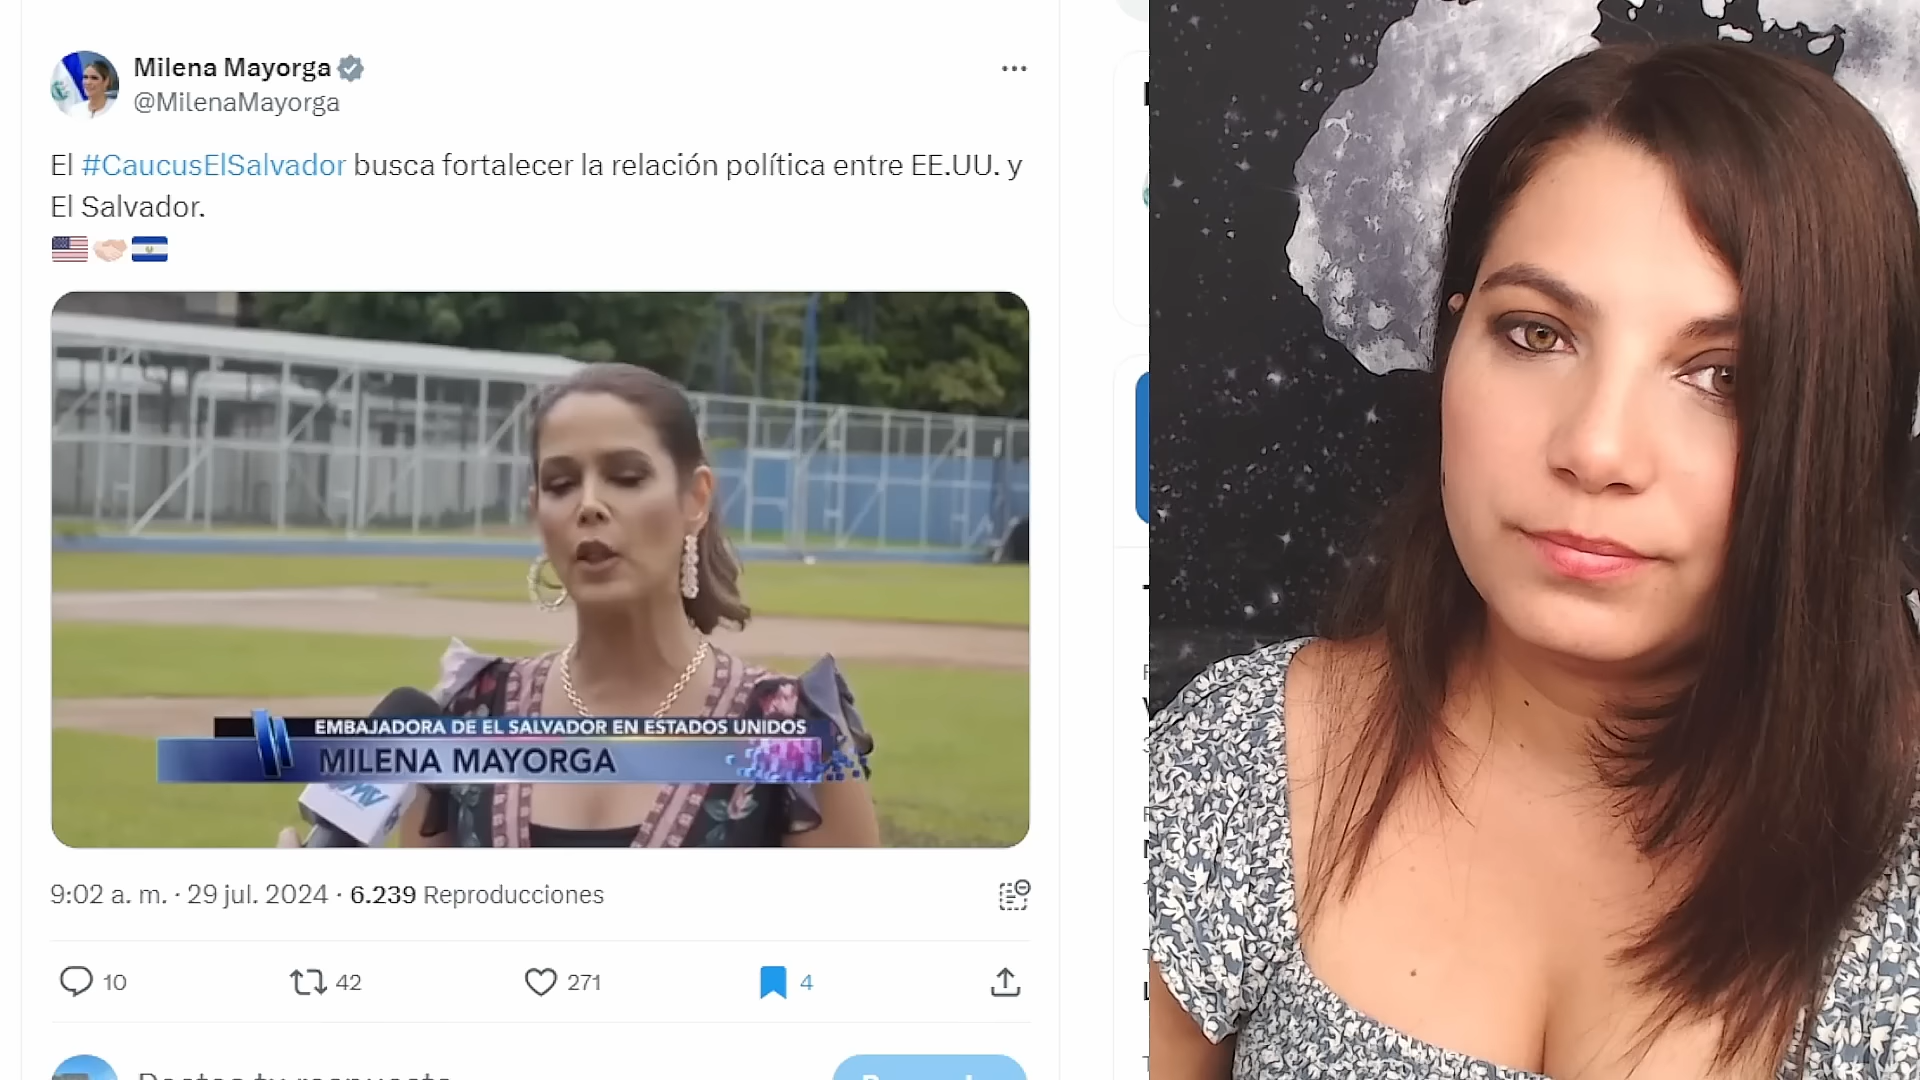 Milena Mayorga
@MilenaMayorga
El #CaucusElSalvador busca fortalecer la relación política entre EE.UU. y
El Salvador.
EMBAJADORA DE EL SALVADOR EN ESTADOS UNIDOS
MILENA MAYORGA
9:02 a. m. · 29 jul. 2024 · 6.239 Reproducciones
10
42
271
4